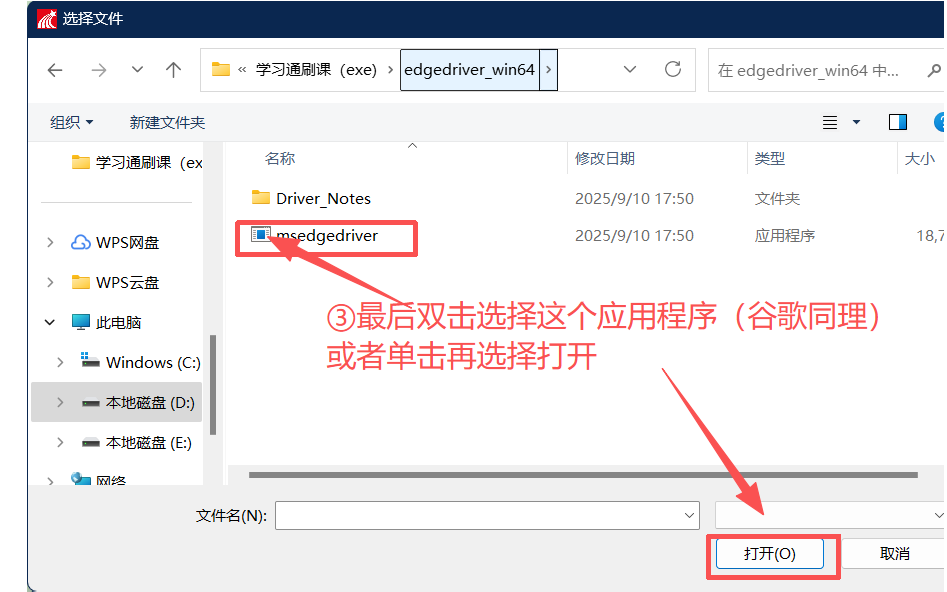 选择文件
« 学习通刷课（exe） › edgedriver_win64 ›
在 edgedriver_win64 中...
组织 新建文件夹
学习通刷课（ex
名称 修改日期 类型 大小
Driver_Notes 2025/9/10 17:50 文件夹
msedgedriver 2025/9/10 17:50 应用程序 18,7
WPS网盘
WPS云盘
此电脑
Windows (C:)
本地磁盘 (D:)
本地磁盘 (E:)
网络
③最后双击选择这个应用程序（谷歌同理）
或者单击再选择打开
文件名(N):
打开(O) 取消